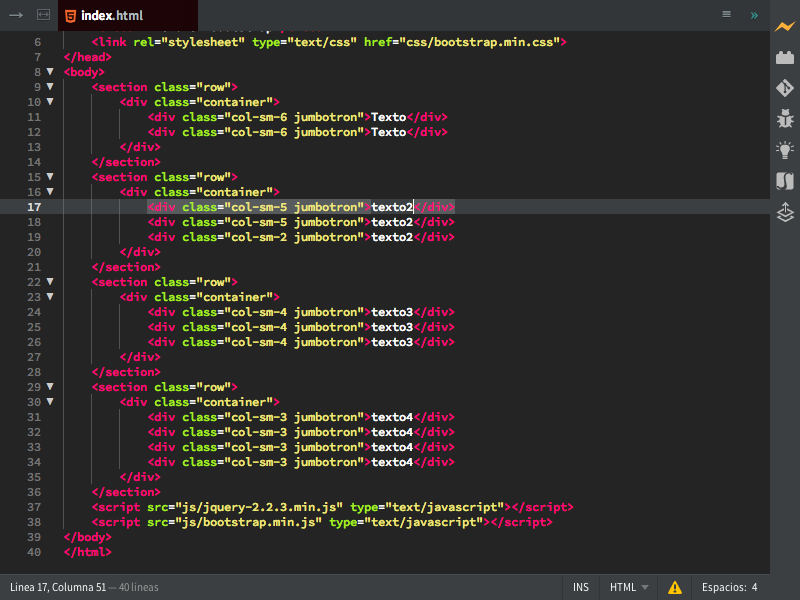 index.html
6 <link rel="stylesheet" type="text/css" href="css/bootstrap.min.css">
7 </head>
8 <body>
9 <section class="row">
10 <div class="container">
11 <div class="col-sm-6 jumbotron">Texto</div>
12 <div class="col-sm-6 jumbotron">Texto</div>
13 </div>
14 </section>
15 <section class="row">
16 <div class="container">
17 <div class="col-sm-5 jumbotron">texto2</div>
18 <div class="col-sm-5 jumbotron">texto2</div>
19 <div class="col-sm-2 jumbotron">texto2</div>
20 </div>
21 </section>
22 <section class="row">
23 <div class="container">
24 <div class="col-sm-4 jumbotron">texto3</div>
25 <div class="col-sm-4 jumbotron">texto3</div>
26 <div class="col-sm-4 jumbotron">texto3</div>
27 </div>
28 </section>
29 <section class="row">
30 <div class="container">
31 <div class="col-sm-3 jumbotron">texto4</div>
32 <div class="col-sm-3 jumbotron">texto4</div>
33 <div class="col-sm-3 jumbotron">texto4</div>
34 <div class="col-sm-3 jumbotron">texto4</div>
35 </div>
36 </section>
37 <script src="js/jquery-2.2.3.min.js" type="text/javascript"></script>
38 <script src="js/bootstrap.min.js" type="text/javascript"></script>
39 </body>
40 </html>
Línea 17, Columna 51 — 40 líneas INS HTML Espacios: 4